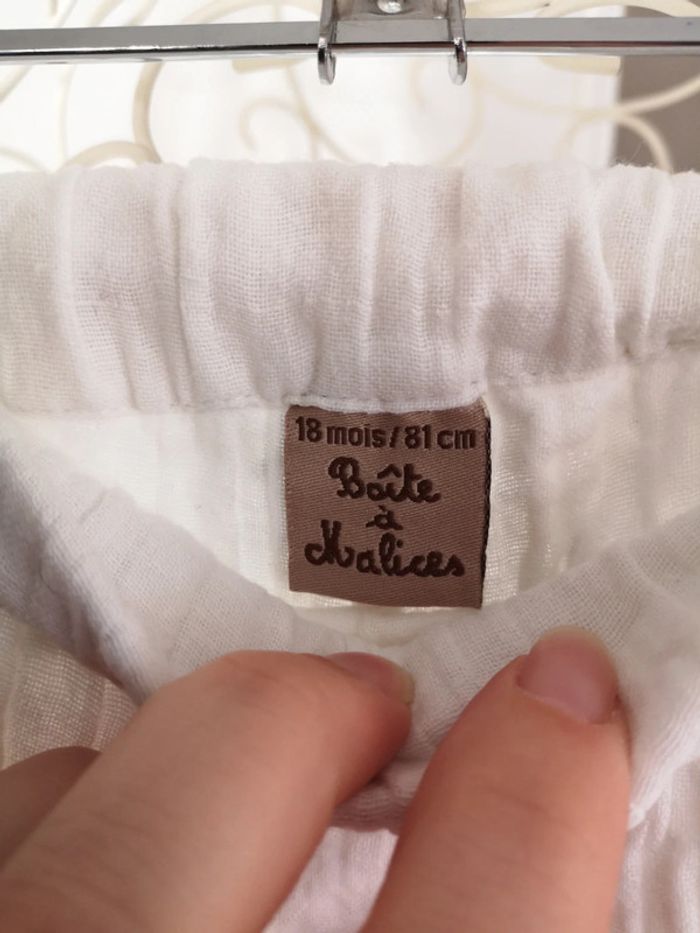 18 mois / 81 cm
Boîte
à
Malices